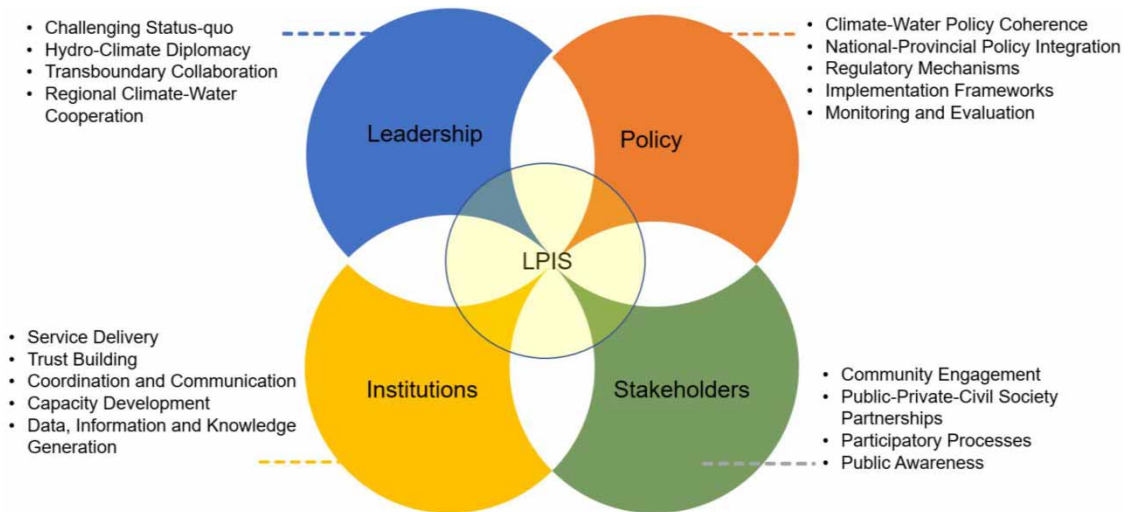 • Challenging Status-quo
• Hydro-Climate Diplomacy
• Transboundary Collaboration
• Regional Climate-Water
Cooperation
• Climate-Water Policy Coherence
• National-Provincial Policy Integration
• Regulatory Mechanisms
• Implementation Frameworks
• Monitoring and Evaluation
Leadership
Policy
LPIS
• Service Delivery
• Trust Building
• Coordination and Communication
• Capacity Development
• Data, Information and Knowledge
Generation
Institutions
Stakeholders
• Community Engagement
• Public-Private-Civil Society
Partnerships
• Participatory Processes
• Public Awareness